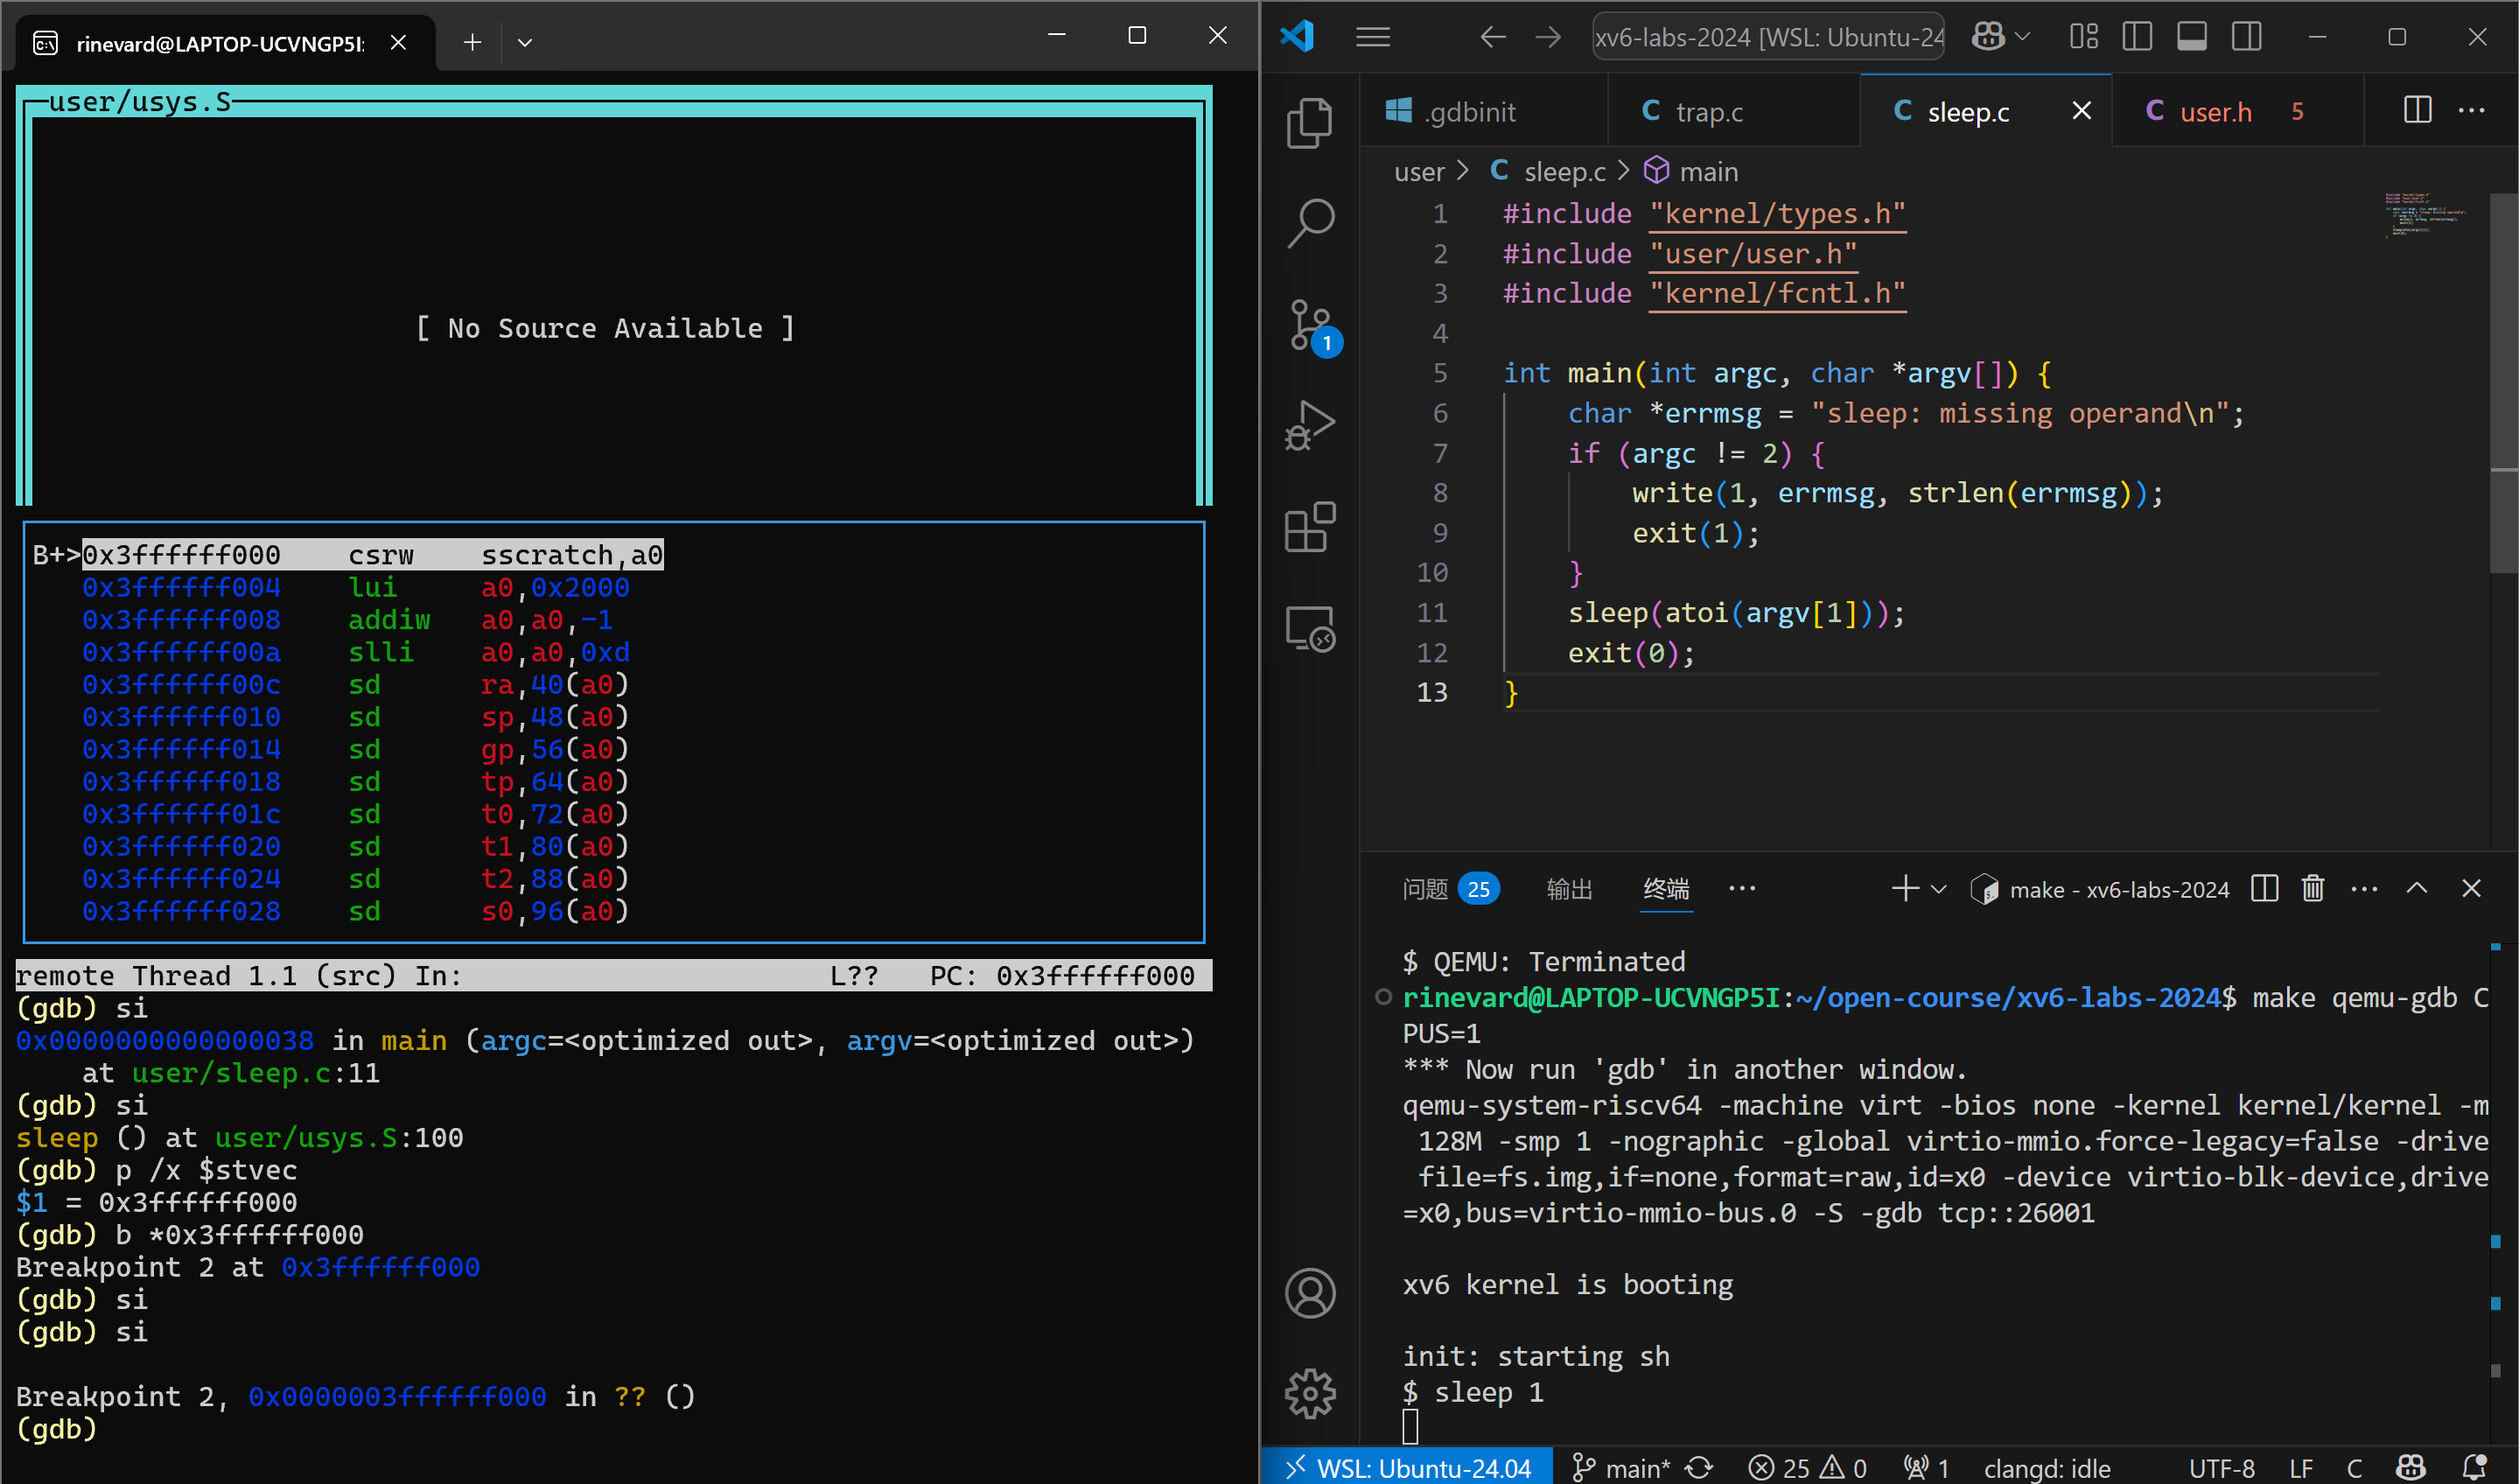 rinevard@LAPTOP-UCVNGP5I:
user/usys.S
[ No Source Available ]
B+>0x3ffffff000 csrw sscratch,a0
0x3ffffff004 lui a0,0x2000
0x3ffffff008 addiw a0,a0,-1
0x3ffffff00a slli a0,a0,0xd
0x3ffffff00c sd ra,40(a0)
0x3ffffff010 sd sp,48(a0)
0x3ffffff014 sd gp,56(a0)
0x3ffffff018 sd tp,64(a0)
0x3ffffff01c sd t0,72(a0)
0x3ffffff020 sd t1,80(a0)
0x3ffffff024 sd t2,88(a0)
0x3ffffff028 sd s0,96(a0)
remote Thread 1.1 (src) In: L?? PC: 0x3ffffff000
(gdb) si
0x0000000000000038 in main (argc=<optimized out>, argv=<optimized out>)
at user/sleep.c:11
(gdb) si
sleep () at user/usys.S:100
(gdb) p /x $stvec
$1 = 0x3ffffff000
(gdb) b *0x3ffffff000
Breakpoint 2 at 0x3ffffff000
(gdb) si
(gdb) si
Breakpoint 2, 0x0000003ffffff000 in ?? ()
(gdb)
xv6-labs-2024 [WSL: Ubuntu-24
.gdbinit C trap.c C sleep.c C user.h 5
user > C sleep.c > main
1 #include "kernel/types.h"
2 #include "user/user.h"
3 #include "kernel/fcntl.h"
4
5 int main(int argc, char *argv[]) {
6 char *errmsg = "sleep: missing operand\n";
7 if (argc != 2) {
8 write(1, errmsg, strlen(errmsg));
9 exit(1);
10 }
11 sleep(atoi(argv[1]));
12 exit(0);
13 }
1
问题 25 输出 终端 make - xv6-labs-2024
$ QEMU: Terminated
rinevard@LAPTOP-UCVNGP5I:~/open-course/xv6-labs-2024$ make qemu-gdb C
PUS=1
*** Now run 'gdb' in another window.
qemu-system-riscv64 -machine virt -bios none -kernel kernel/kernel -m
128M -smp 1 -nographic -global virtio-mmio.force-legacy=false -drive
file=fs.img,if=none,format=raw,id=x0 -device virtio-blk-device,drive
=x0,bus=virtio-mmio-bus.0 -S -gdb tcp::26001
xv6 kernel is booting
init: starting sh
$ sleep 1
WSL: Ubuntu-24.04 main* 25 0 1 clangd: idle UTF-8 LF C